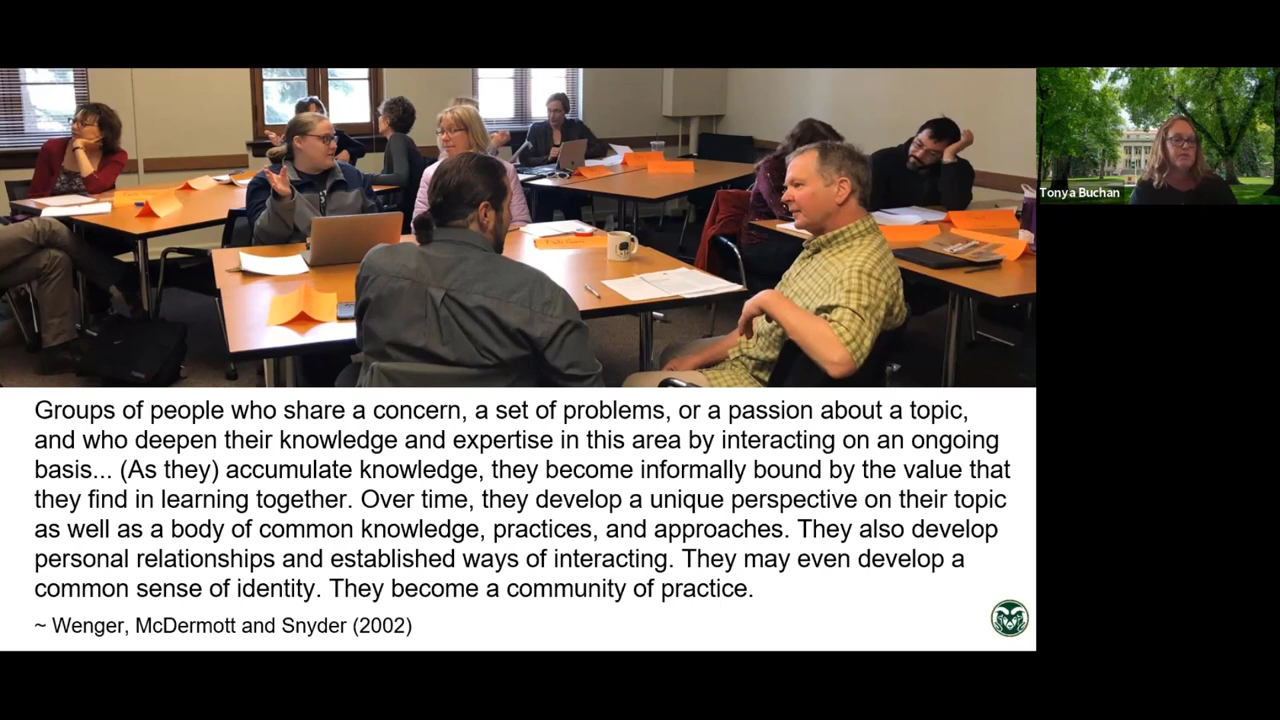 Tonya Buchan
Groups of people who share a concern, a set of problems, or a passion about a topic,
and who deepen their knowledge and expertise in this area by interacting on an ongoing
basis... (As they) accumulate knowledge, they become informally bound by the value that
they find in learning together. Over time, they develop a unique perspective on their topic
as well as a body of common knowledge, practices, and approaches. They also develop
personal relationships and established ways of interacting. They may even develop a
common sense of identity. They become a community of practice.
~ Wenger, McDermott and Snyder (2002)